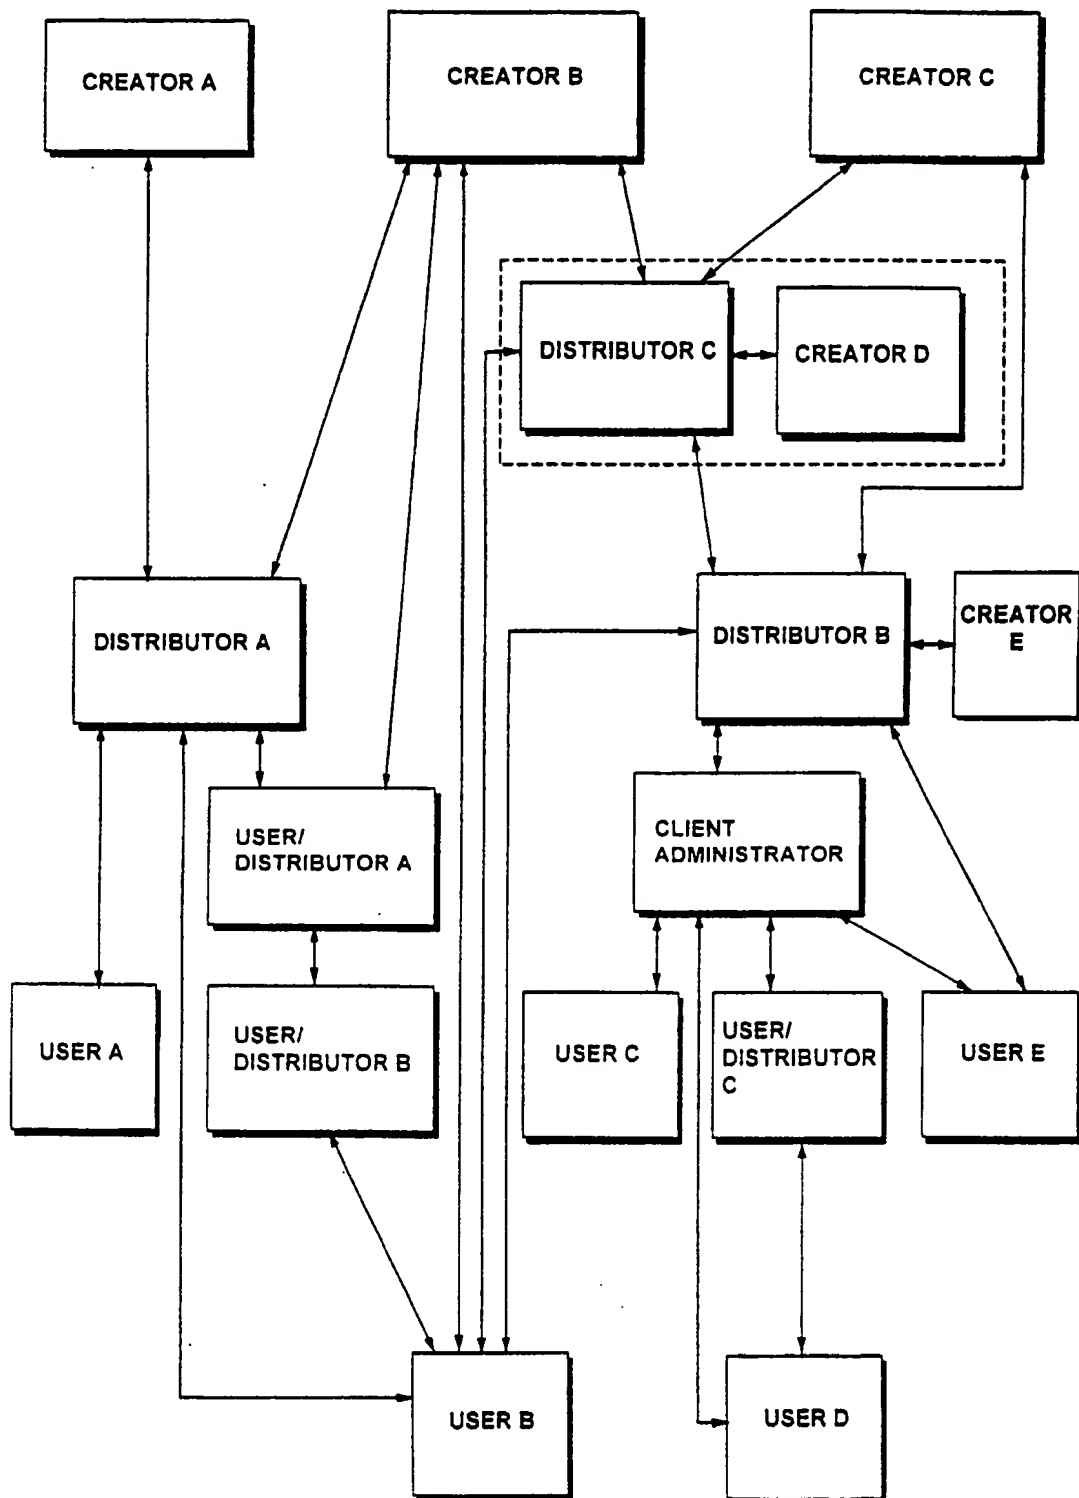 CREATOR A
CREATOR B
CREATOR C
DISTRIBUTOR C
CREATOR D
DISTRIBUTOR A
DISTRIBUTOR B
CREATOR
E
USER/
DISTRIBUTOR A
CLIENT
ADMINISTRATOR
USER A
USER/
DISTRIBUTOR B
USER C
USER/
DISTRIBUTOR
C
USER E
USER B
USER D